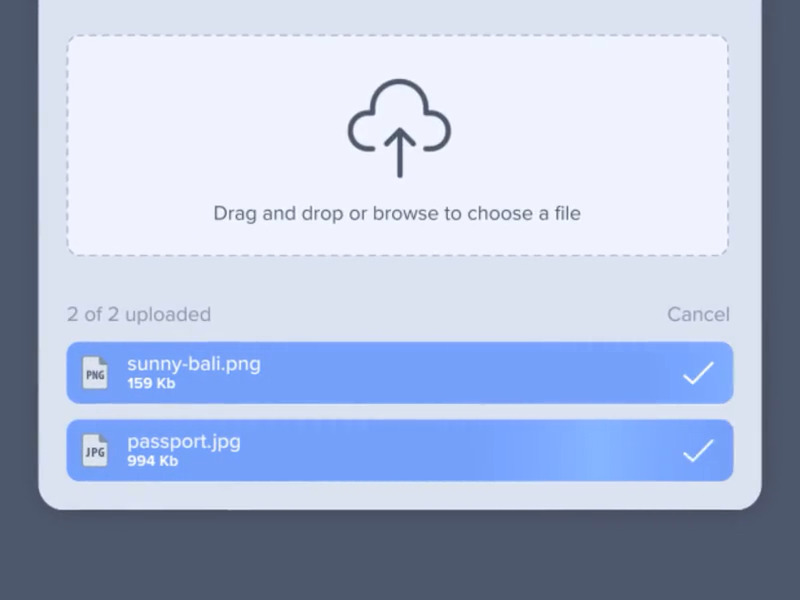 Drag and drop or browse to choose a file
2 of 2 uploaded Cancel
PNG sunny-bali.png
159 Kb
JPG passport.jpg
994 Kb